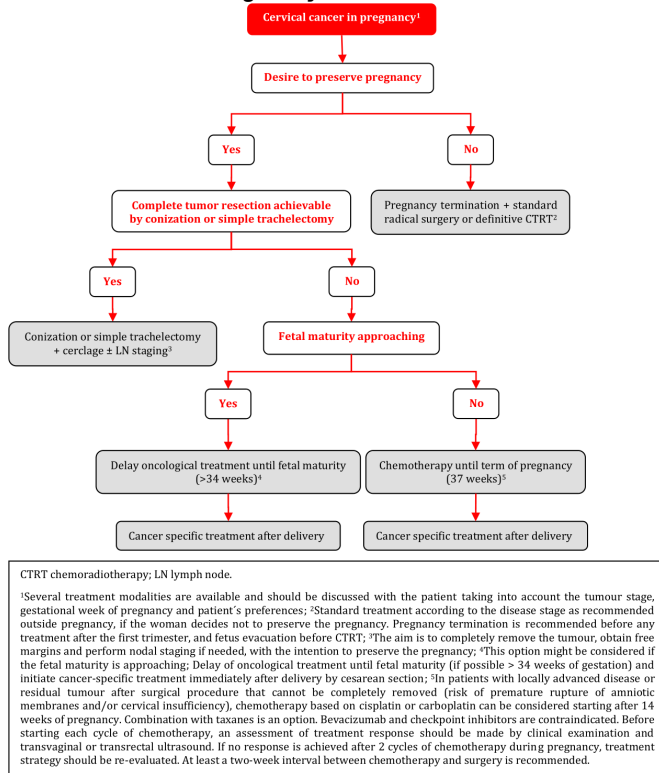 Cervical cancer in pregnancy¹
Desire to preserve pregnancy
Yes
No
Complete tumor resection achievable
by conization or simple trachelectomy
Pregnancy termination + standard
radical surgery or definitive CTRT²
Yes
No
Conization or simple trachelectomy
+ cerclage ± LN staging³
Fetal maturity approaching
Yes
No
Delay oncological treatment until fetal maturity
(>34 weeks)⁴
Chemotherapy until term of pregnancy
(37 weeks)⁵
Cancer specific treatment after delivery
Cancer specific treatment after delivery
CTRT chemoradiotherapy; LN lymph node.
¹Several treatment modalities are available and should be discussed with the patient taking into account the tumour stage,
gestational week of pregnancy and patient´s preferences; ²Standard treatment according to the disease stage as recommended
outside pregnancy, if the woman decides not to preserve the pregnancy. Pregnancy termination is recommended before any
treatment after the first trimester, and fetus evacuation before CTRT; ³The aim is to completely remove the tumour, obtain free
margins and perform nodal staging if needed, with the intention to preserve the pregnancy; ⁴This option might be considered if
the fetal maturity is approaching; Delay of oncological treatment until fetal maturity (if possible > 34 weeks of gestation) and
initiate cancer-specific treatment immediately after delivery by cesarean section; ⁵In patients with locally advanced disease or
residual tumour after surgical procedure that cannot be completely removed (risk of premature rupture of amniotic
membranes and/or cervical insufficiency), chemotherapy based on cisplatin or carboplatin can be considered starting after 14
weeks of pregnancy. Combination with taxanes is an option. Bevacizumab and checkpoint inhibitors are contraindicated. Before
starting each cycle of chemotherapy, an assessment of treatment response should be made by clinical examination and
transvaginal or transrectal ultrasound. If no response is achieved after 2 cycles of chemotherapy during pregnancy, treatment
strategy should be re-evaluated. At least a two-week interval between chemotherapy and surgery is recommended.